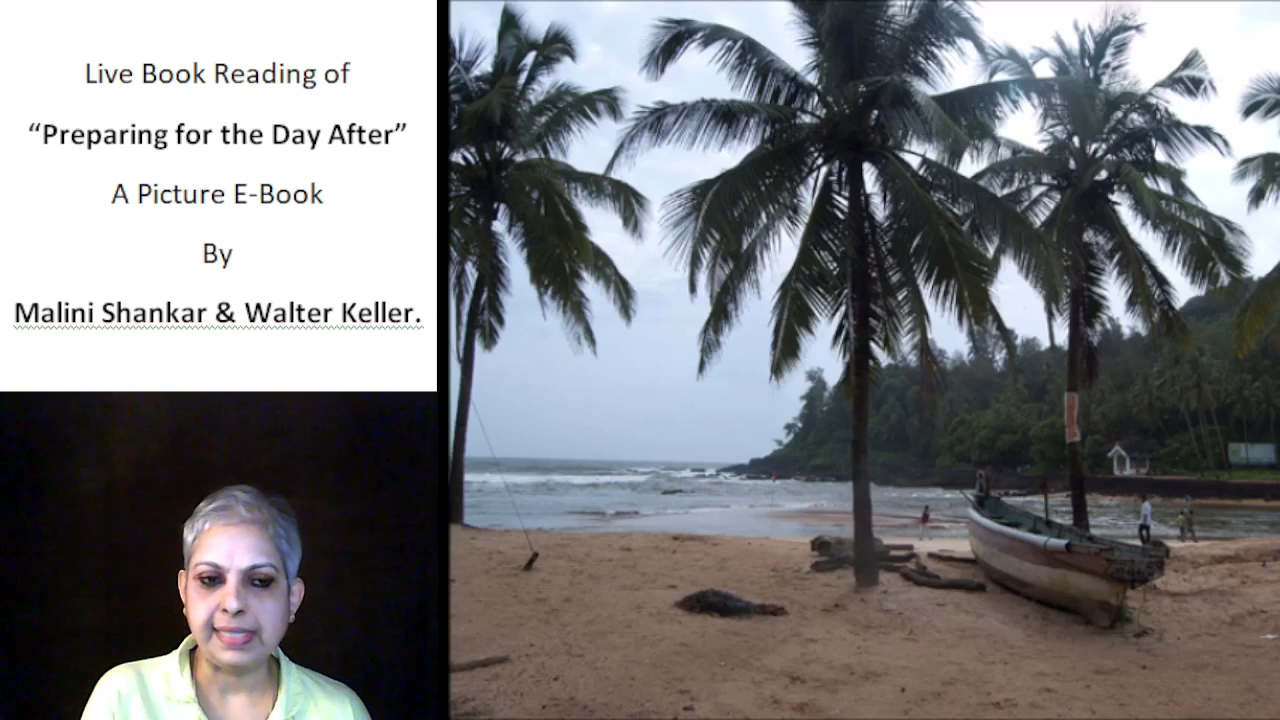 Live Book Reading of
“Preparing for the Day After”
A Picture E-Book
By
Malini Shankar & Walter Keller.